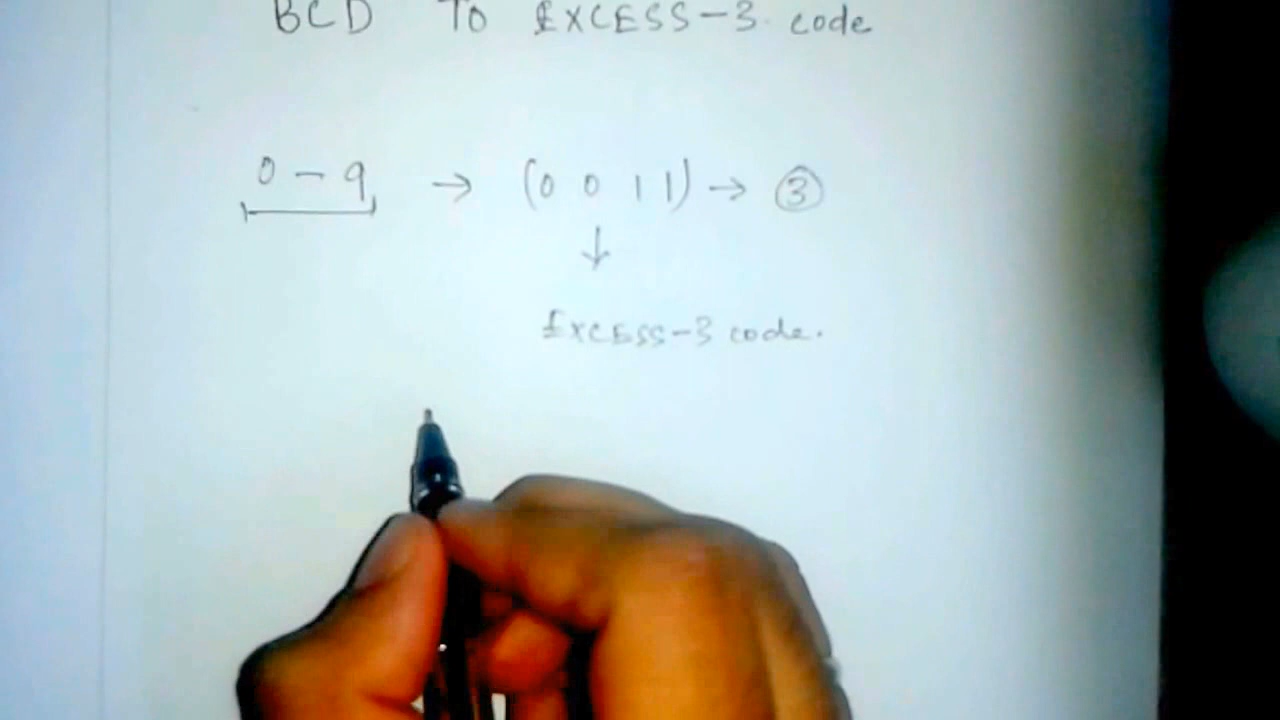 BCD TO EXCESS-3 code
0 - 9 → (0 0 1 1) → 3
↓
Excess-3 code.